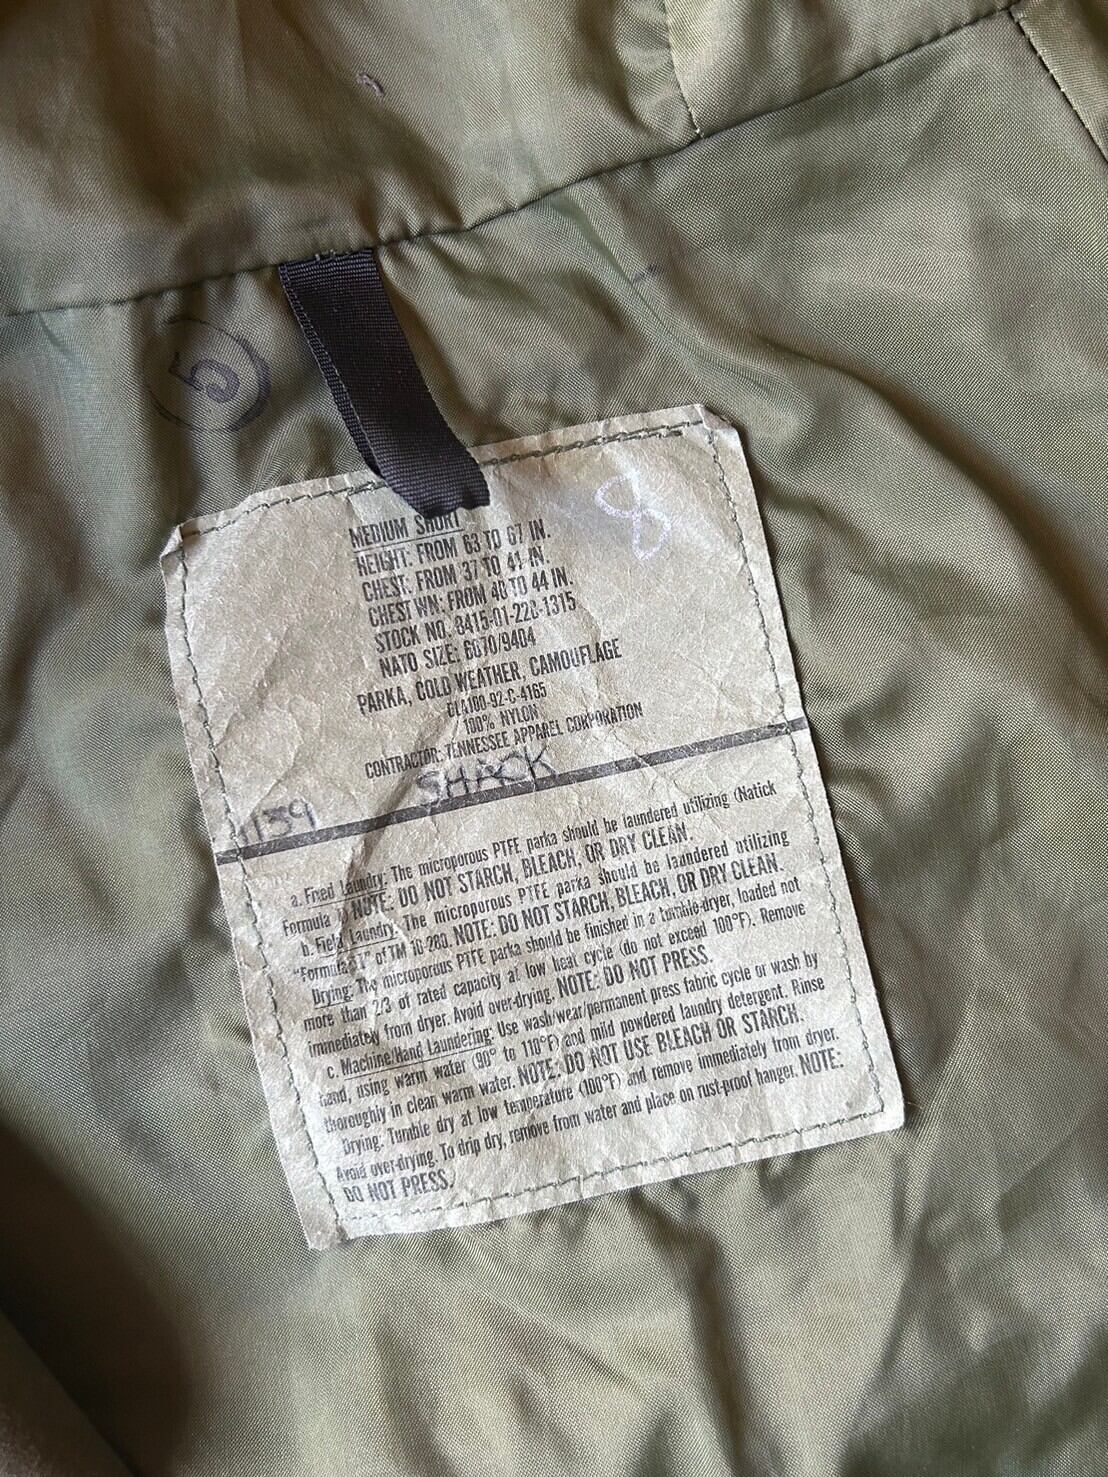 5
8
MEDIUM SHORT
HEIGHT: FROM 63 TO 67 IN.
CHEST: FROM 37 TO 41 IN.
CHEST WN: FROM 40 TO 44 IN.
STOCK NO. 8415-01-228-1315
NATO SIZE: 6070/9404
PARKA, COLD WEATHER, CAMOUFLAGE
DLA100-92-C-4165
100% NYLON
CONTRACTOR: TENNESSEE APPAREL CORPORATION
SHACK
1139
a. Fixed Laundry: The microporous PTFE parka should be laundered utilizing (Natick
Formula ). NOTE: DO NOT STARCH, BLEACH, OR DRY CLEAN.
b. Field Laundry: The microporous PTFE parka should be laundered utilizing
"Formula" of TM 10-280. NOTE: DO NOT STARCH, BLEACH, OR DRY CLEAN.
Drying: The microporous PTFE parka should be finished in a tumble-dryer, loaded not
more than 2/3 of rated capacity at low heat cycle (do not exceed 100°F). Remove
immediately from dryer. Avoid over-drying. NOTE: DO NOT PRESS.
c. Machine/Hand Laundering: Use wash/wear/permanent press fabric cycle or wash by
hand, using warm water (90° to 110°F) and mild powdered laundry detergent. Rinse
thoroughly in clean warm water. NOTE: DO NOT USE BLEACH OR STARCH.
Drying. Tumble dry at low temperature (100°F) and remove immediately from dryer.
Avoid over-drying. To drip dry, remove from water and place on rust-proof hanger. NOTE:
DO NOT PRESS.